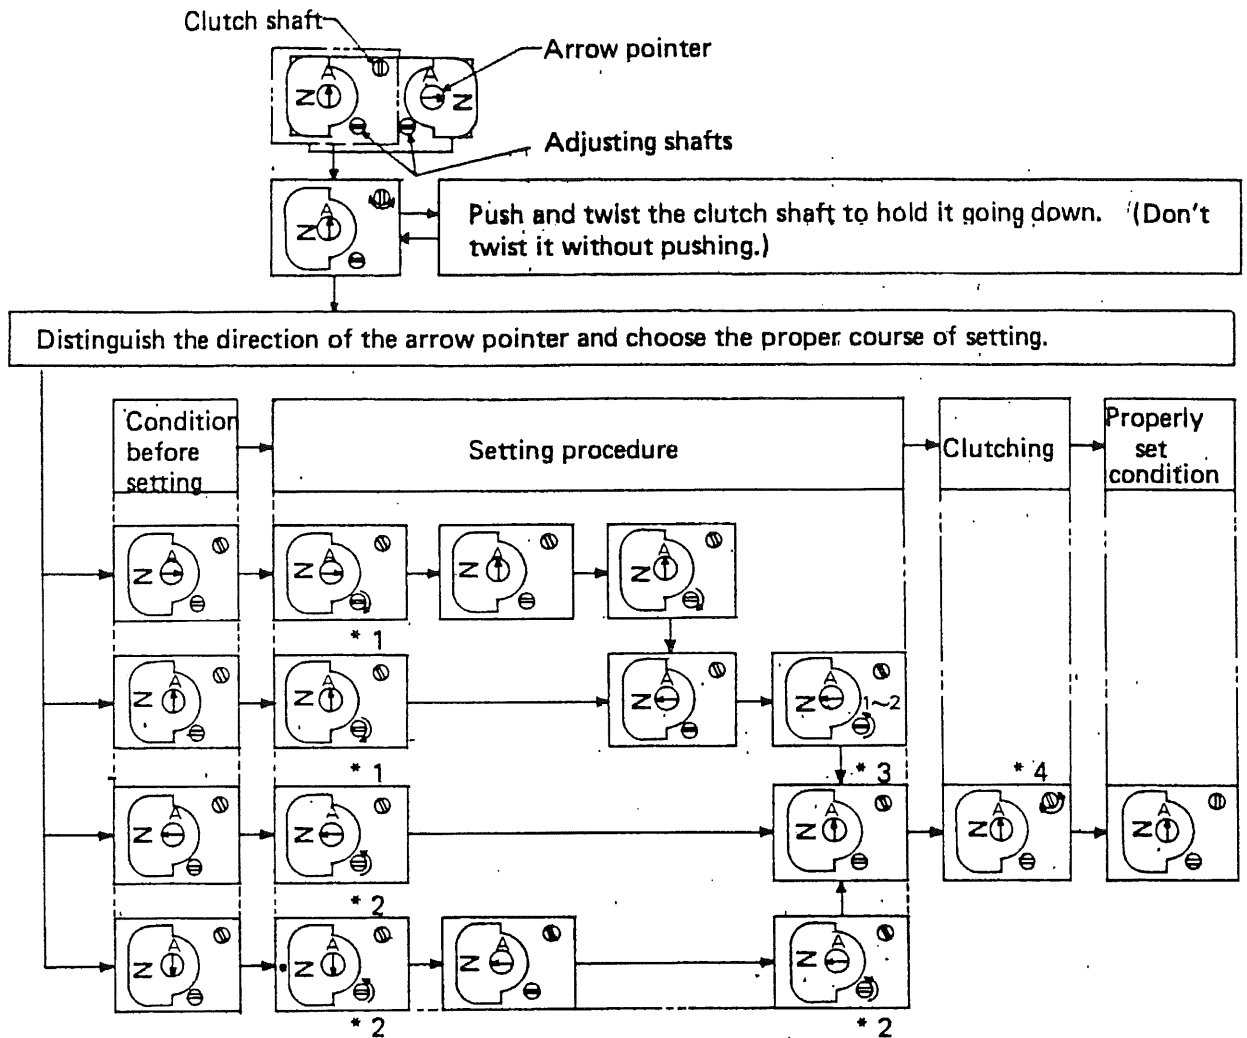 Clutch shaft
Arrow pointer
A
N
A
N
Adjusting shafts
A
N
Push and twist the clutch shaft to hold it going down. (Don't
twist it without pushing.)
Distinguish the direction of the arrow pointer and choose the proper course of setting.
Condition
before
setting
Setting procedure
Clutching
Properly
set
condition
A
N
A
N
A
N
A
N
* 1
A
N
A
N
A
N
A
N
1~2
* 1
* 3
* 4
A
N
A
N
A
N
A
N
A
N
* 2
A
N
A
N
A
N
A
N
* 2
* 2